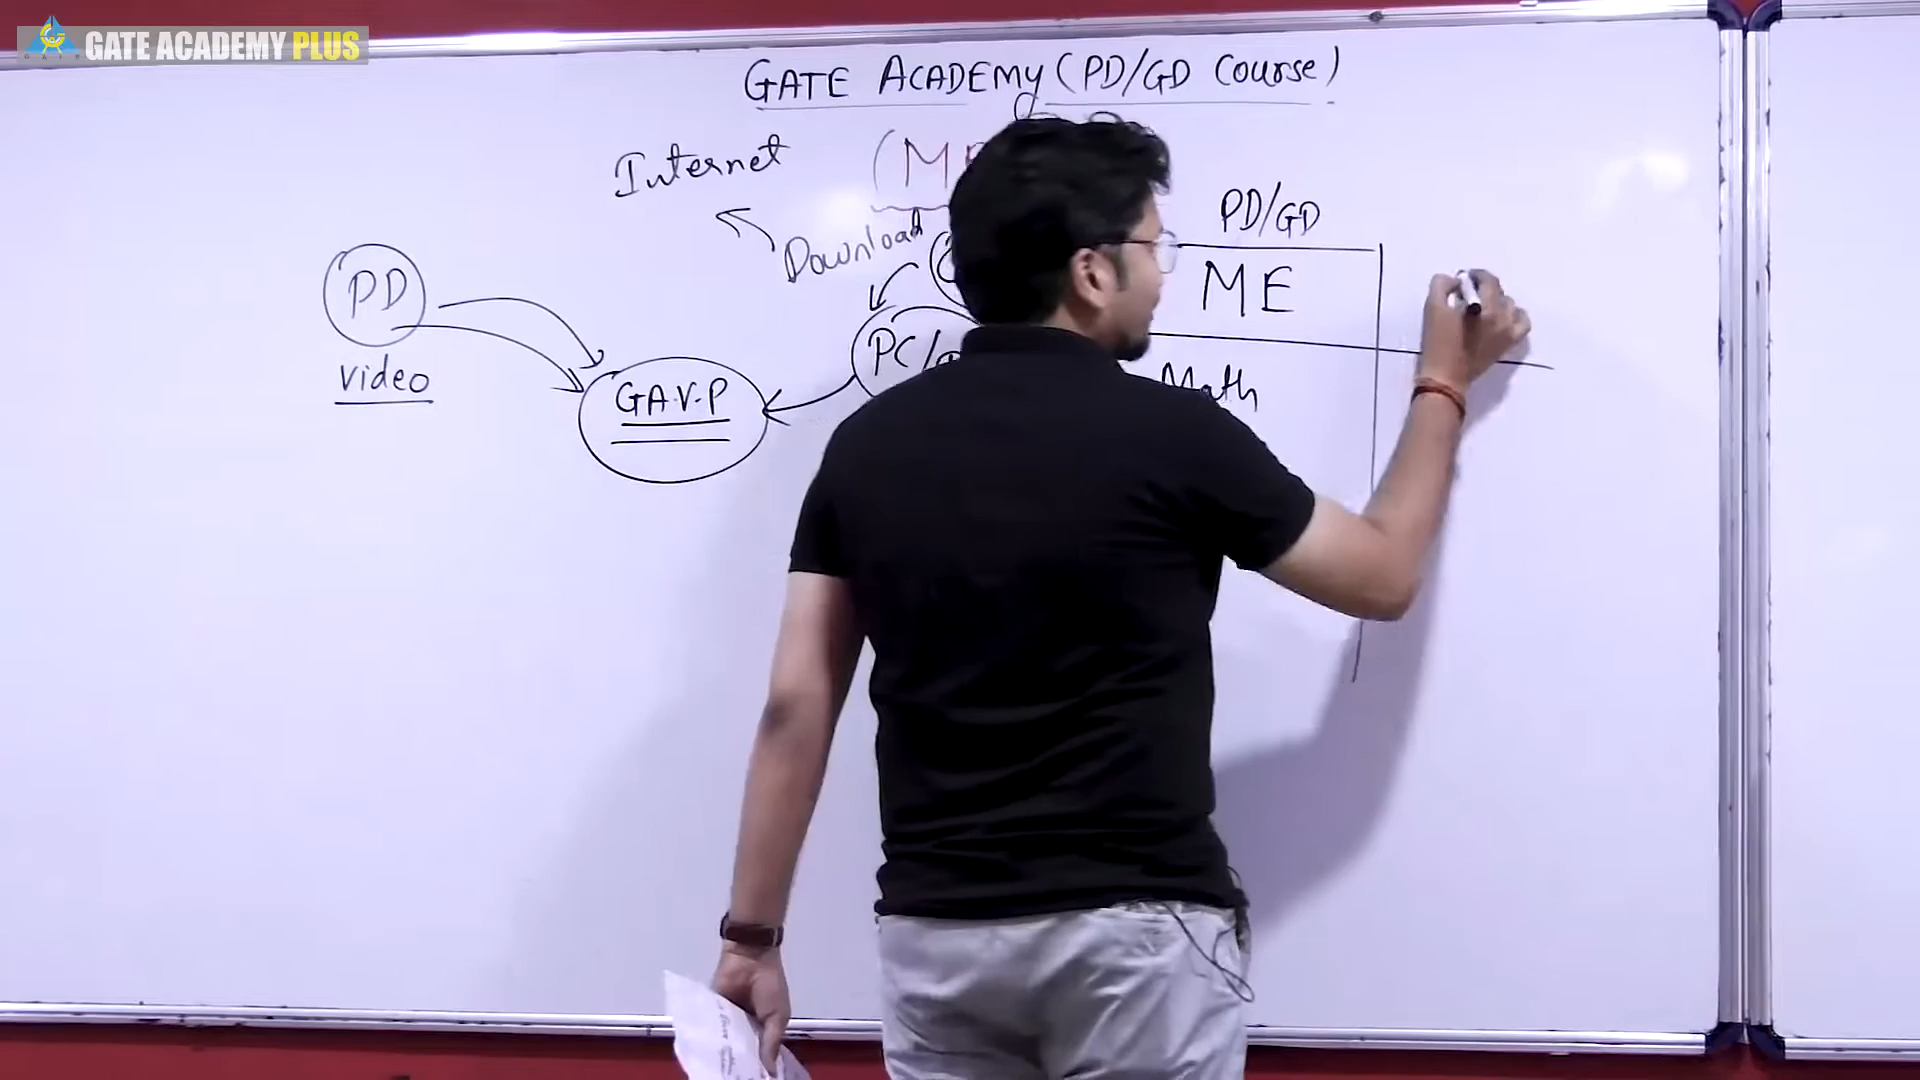 GATE ACADEMY PLUS
GATE ACADEMY (PD/GD Course)
Internet
(M
PD/GD
Download
ME
PD
video
GA.V.P
PC/
Math